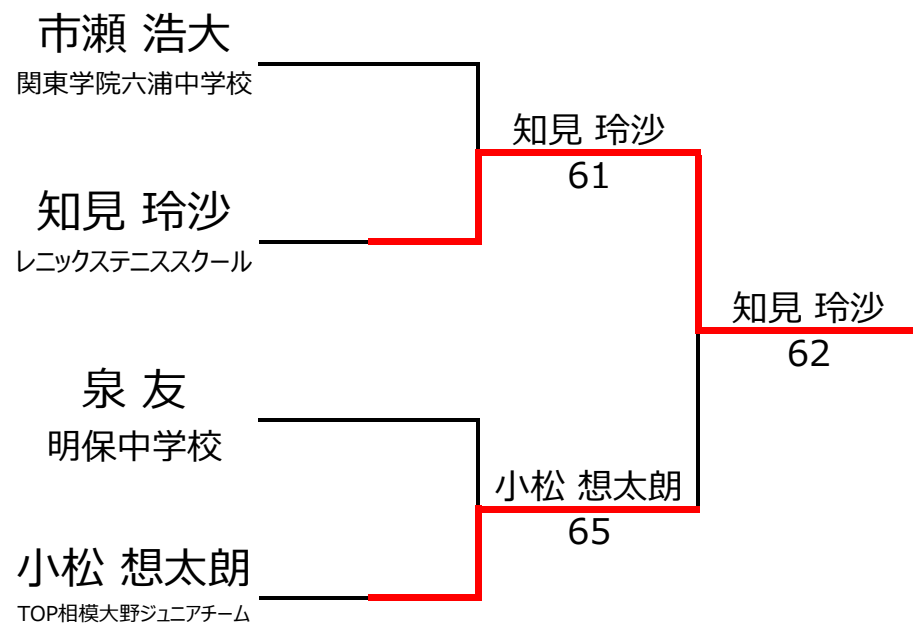 市瀬 浩大
関東学院六浦中学校
知見 玲沙
61
知見 玲沙
レニックステニススクール
知見 玲沙
62
泉 友
明保中学校
小松 想太朗
65
小松 想太朗
TOP相模大野ジュニアチーム